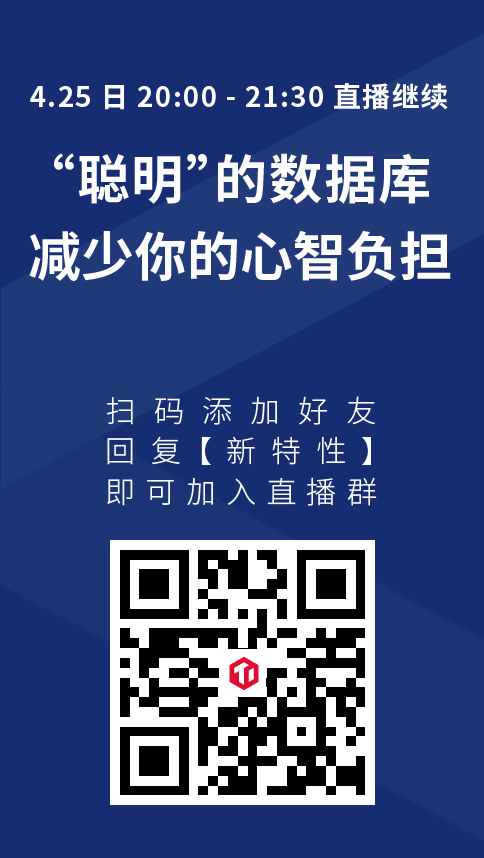 4.25 日 20:00 - 21:30 直播继续
“聪明”的数据库
减少你的心智负担
扫码添加好友
回复【新特性】
即可加入直播群